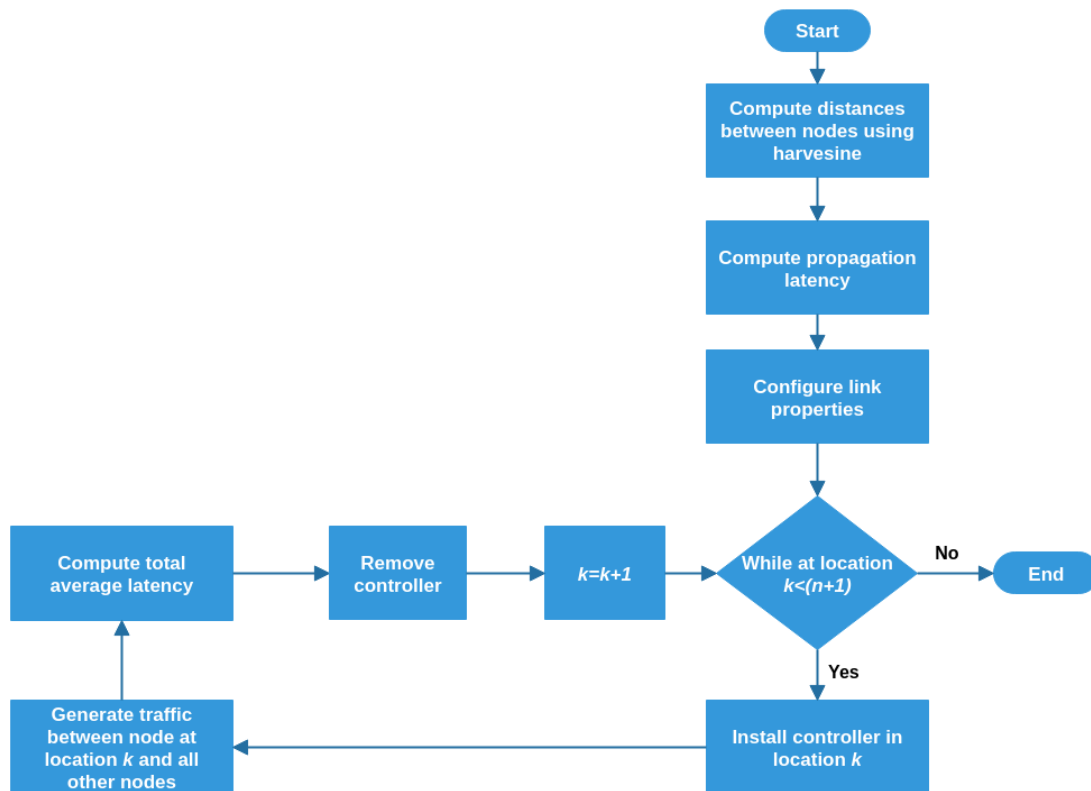 Start
Compute distances
between nodes using
harvesine
Compute propagation
latency
Configure link
properties
While at location
k<(n+1)
No
End
Yes
Install controller in
location k
Generate traffic
between node at
location k and all
other nodes
Compute total
average latency
Remove
controller
k=k+1